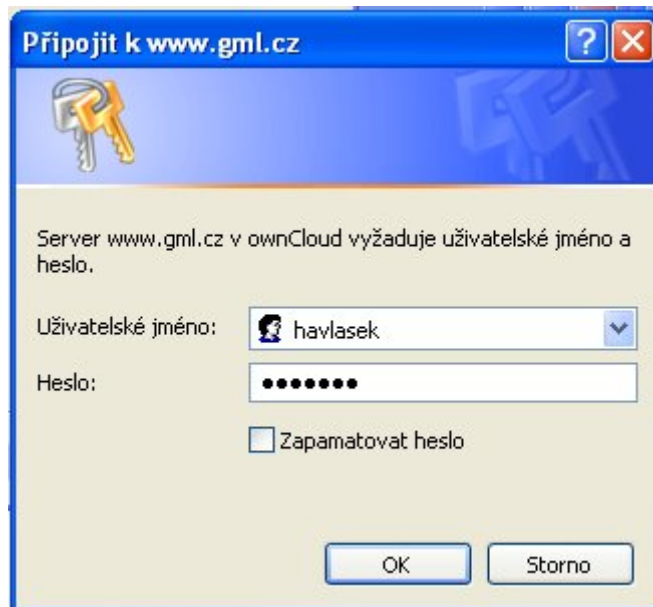 Připojit k www.gml.cz
Server www.gml.cz v ownCloud vyžaduje uživatelské jméno a
heslo.
Uživatelské jméno: havlasek
Heslo: •••••••
Zapamatovat heslo
OK Storno